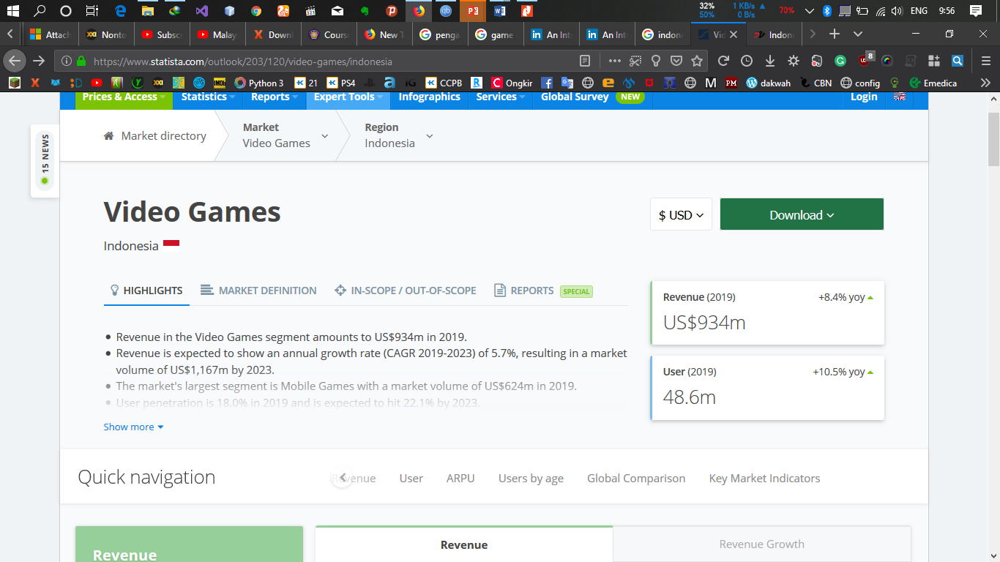 32% 1 KB/s
50% 0 B/s
70%
ENG 9:56
Attach
Nonto
Subsc
Malay
Downl
Course
New T
penga
game
An Int
An Int
indone
Vid
Indon
https://www.statista.com/outlook/203/120/video-games/indonesia
8
Python 3
21
PS4
iG
CCPB
Ongkir
dakwah
CBN
config
Emedica
Prices & Access
Statistics
Reports
Expert Tools
Infographics
Services
Global Survey NEW
Login
15 NEWS
Market directory
Market
Video Games
Region
Indonesia
Video Games
$ USD
Download
Indonesia
HIGHLIGHTS
MARKET DEFINITION
IN-SCOPE / OUT-OF-SCOPE
REPORTS SPECIAL
Revenue (2019) +8.4% yoy
US$934m
Revenue in the Video Games segment amounts to US$934m in 2019.
Revenue is expected to show an annual growth rate (CAGR 2019-2023) of 5.7%, resulting in a market
volume of US$1,167m by 2023.
The market's largest segment is Mobile Games with a market volume of US$624m in 2019.
User penetration is 18.0% in 2019 and is expected to hit 22.1% by 2023.
User (2019) +10.5% yoy
48.6m
Show more
Quick navigation
Revenue
User
ARPU
Users by age
Global Comparison
Key Market Indicators
Revenue
Revenue
Revenue Growth